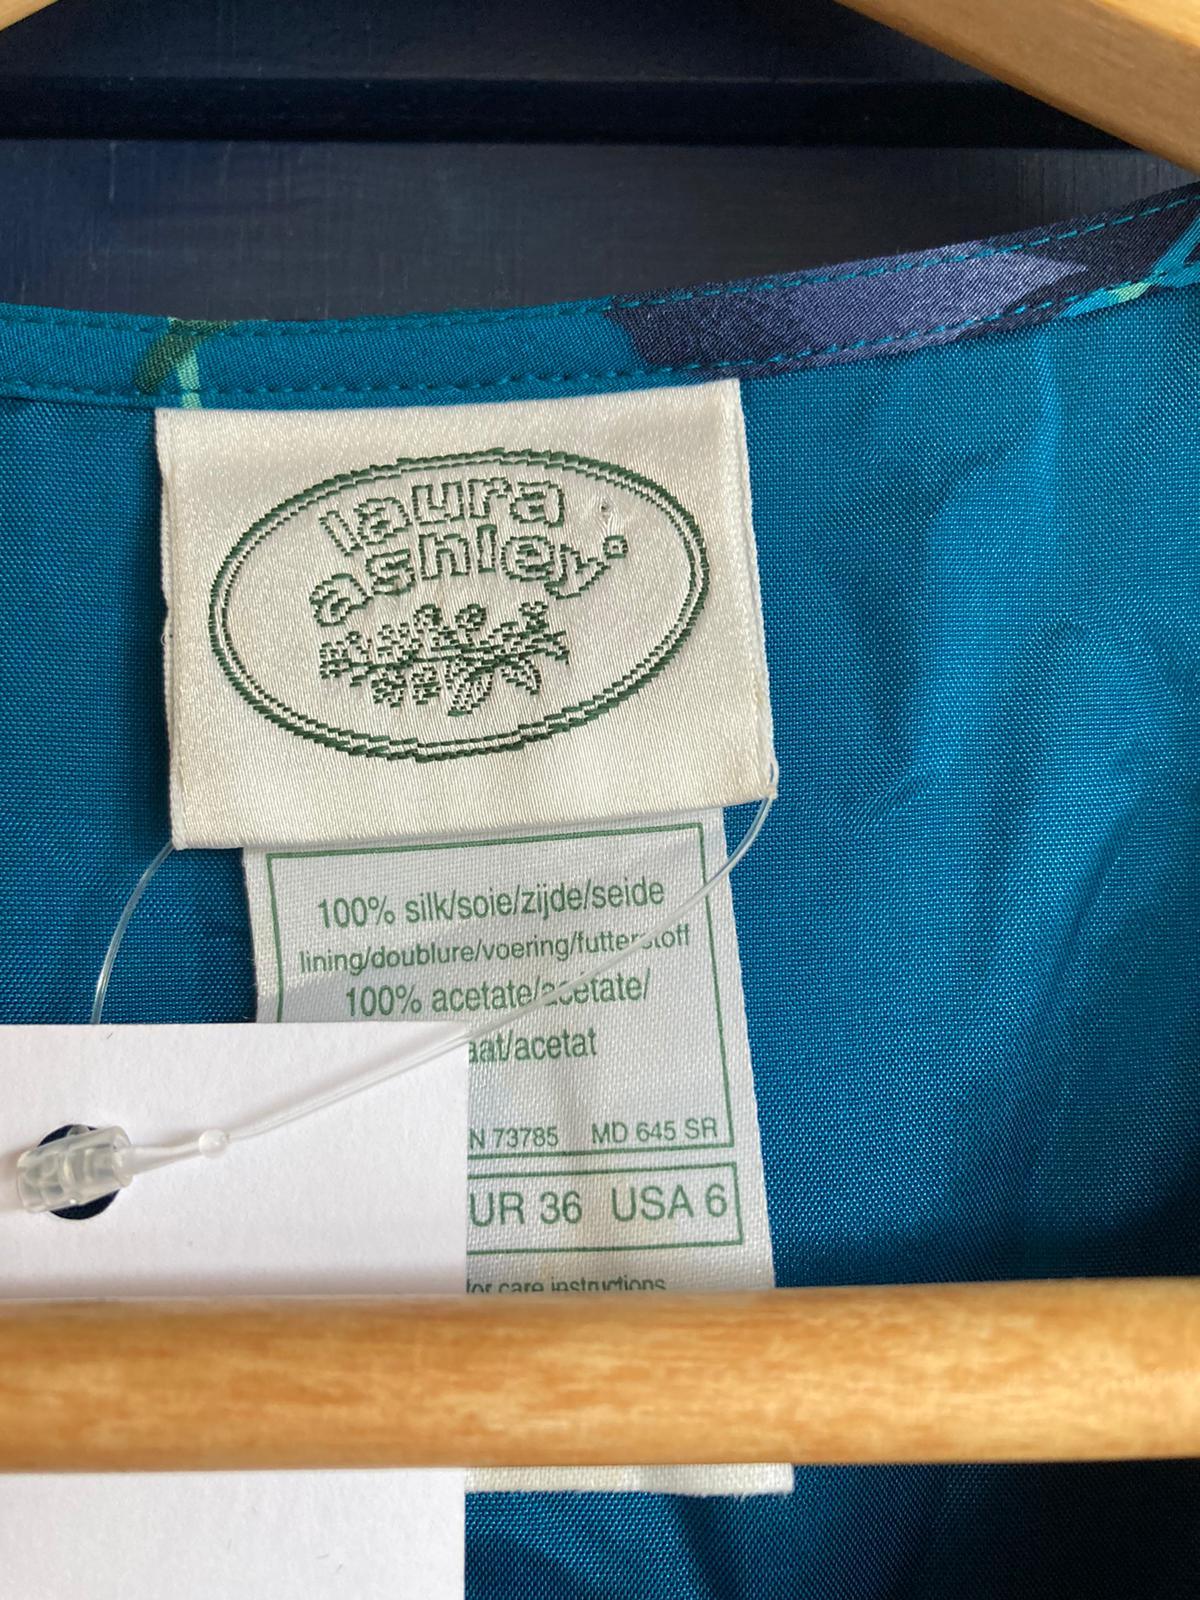 laura
ashley
100% silk/soie/zijde/seide
lining/doublure/voering/futterstoff
100% acetate/acétate/
aat/acetat
N 73785 MD 645 SR
UR 36 USA 6
for care instructions